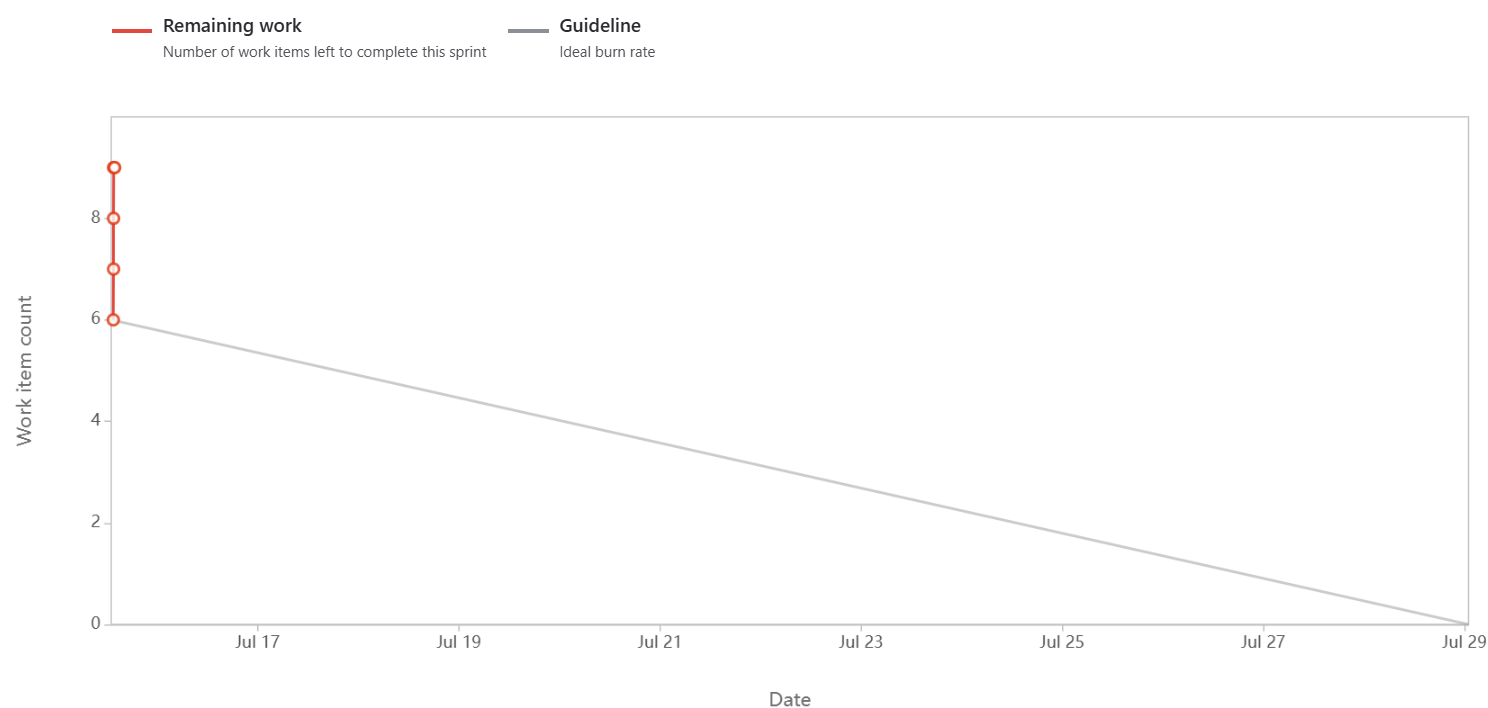 Remaining work
Number of work items left to complete this sprint
Guideline
Ideal burn rate
Work item count
8
6
4
2
0
Jul 17 Jul 19 Jul 21 Jul 23 Jul 25 Jul 27 Jul 29
Date